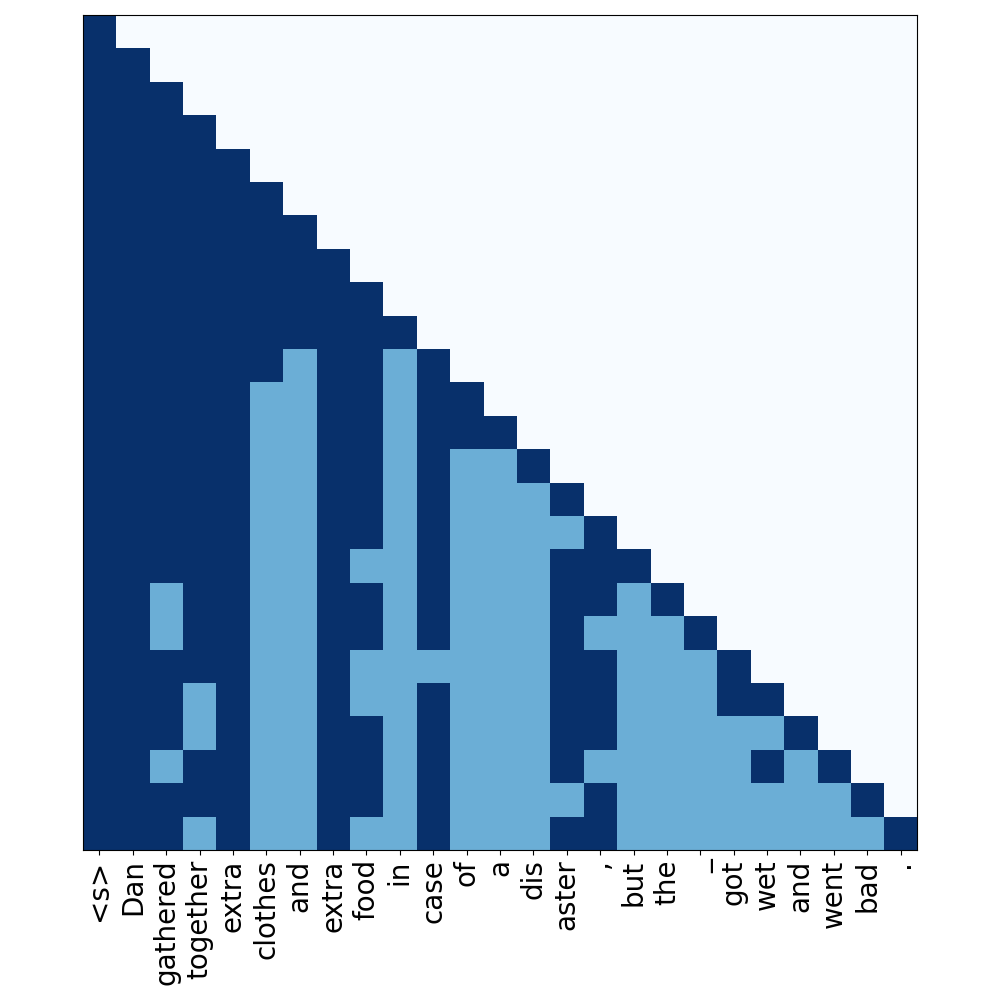 <s>
Dan
gathered
together
extra
clothes
and
extra
food
in
case
of
a
dis
aster
,
but
the
_
got
wet
and
went
bad
.